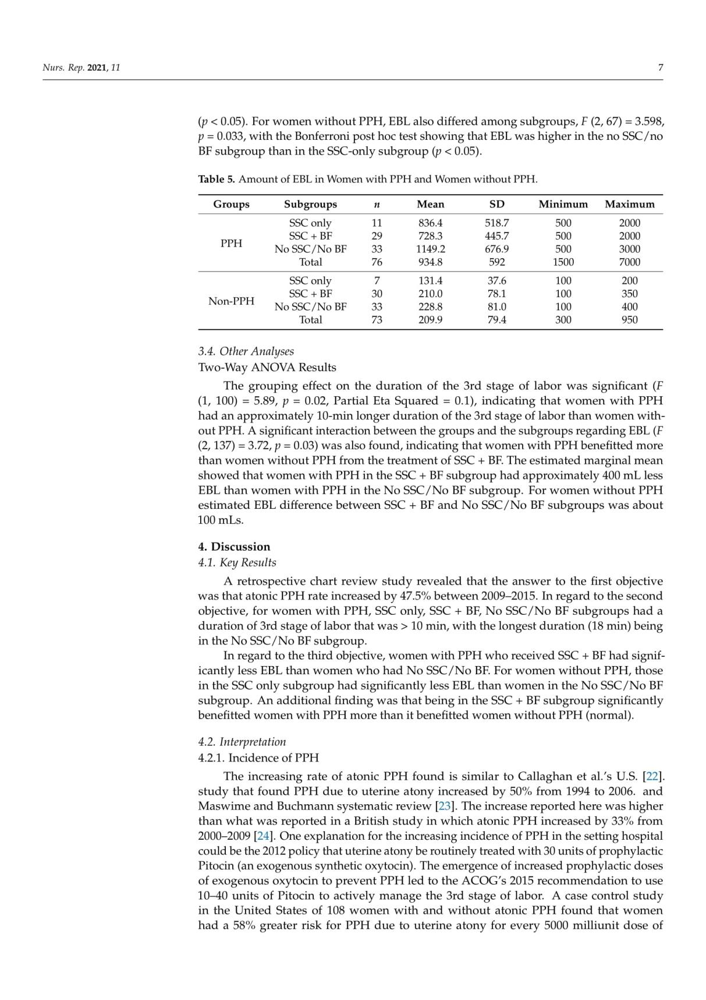 Nurs. Rep. 2021, 11 7
(p < 0.05). For women without PPH, EBL also differed among subgroups, F (2, 67) = 3.598,
p = 0.033, with the Bonferroni post hoc test showing that EBL was higher in the no SSC/no
BF subgroup than in the SSC-only subgroup (p < 0.05).
Table 5. Amount of EBL in Women with PPH and Women without PPH.
Groups Subgroups n Mean SD Minimum Maximum
PPH
SSC only 11 836.4 518.7 500 2000
SSC + BF 29 728.3 445.7 500 2000
No SSC/No BF 33 1149.2 676.9 500 3000
Total 76 934.8 592 1500 7000
Non-PPH
SSC only 7 131.4 37.6 100 200
SSC + BF 30 210.0 78.1 100 350
No SSC/No BF 33 228.8 81.0 100 400
Total 73 209.9 79.4 300 950
3.4. Other Analyses
Two-Way ANOVA Results
The grouping effect on the duration of the 3rd stage of labor was significant (F
(1, 100) = 5.89, p = 0.02, Partial Eta Squared = 0.1), indicating that women with PPH
had an approximately 10-min longer duration of the 3rd stage of labor than women with-
out PPH. A significant interaction between the groups and the subgroups regarding EBL (F
(2, 137) = 3.72, p = 0.03) was also found, indicating that women with PPH benefitted more
than women without PPH from the treatment of SSC + BF. The estimated marginal mean
showed that women with PPH in the SSC + BF subgroup had approximately 400 mL less
EBL than women with PPH in the No SSC/No BF subgroup. For women without PPH
estimated EBL difference between SSC + BF and No SSC/No BF subgroups was about
100 mLs.
4. Discussion
4.1. Key Results
A retrospective chart review study revealed that the answer to the first objective
was that atonic PPH rate increased by 47.5% between 2009–2015. In regard to the second
objective, for women with PPH, SSC only, SSC + BF, No SSC/No BF subgroups had a
duration of 3rd stage of labor that was > 10 min, with the longest duration (18 min) being
in the No SSC/No BF subgroup.
In regard to the third objective, women with PPH who received SSC + BF had signif-
icantly less EBL than women who had No SSC/No BF. For women without PPH, those
in the SSC only subgroup had significantly less EBL than women in the No SSC/No BF
subgroup. An additional finding was that being in the SSC + BF subgroup significantly
benefitted women with PPH more than it benefitted women without PPH (normal).
4.2. Interpretation
4.2.1. Incidence of PPH
The increasing rate of atonic PPH found is similar to Callaghan et al.'s U.S. [22].
study that found PPH due to uterine atony increased by 50% from 1994 to 2006. and
Maswime and Buchmann systematic review [23]. The increase reported here was higher
than what was reported in a British study in which atonic PPH increased by 33% from
2000–2009 [24]. One explanation for the increasing incidence of PPH in the setting hospital
could be the 2012 policy that uterine atony be routinely treated with 30 units of prophylactic
Pitocin (an exogenous synthetic oxytocin). The emergence of increased prophylactic doses
of exogenous oxytocin to prevent PPH led to the ACOG's 2015 recommendation to use
10–40 units of Pitocin to actively manage the 3rd stage of labor. A case control study
in the United States of 108 women with and without atonic PPH found that women
had a 58% greater risk for PPH due to uterine atony for every 5000 milliunit dose of